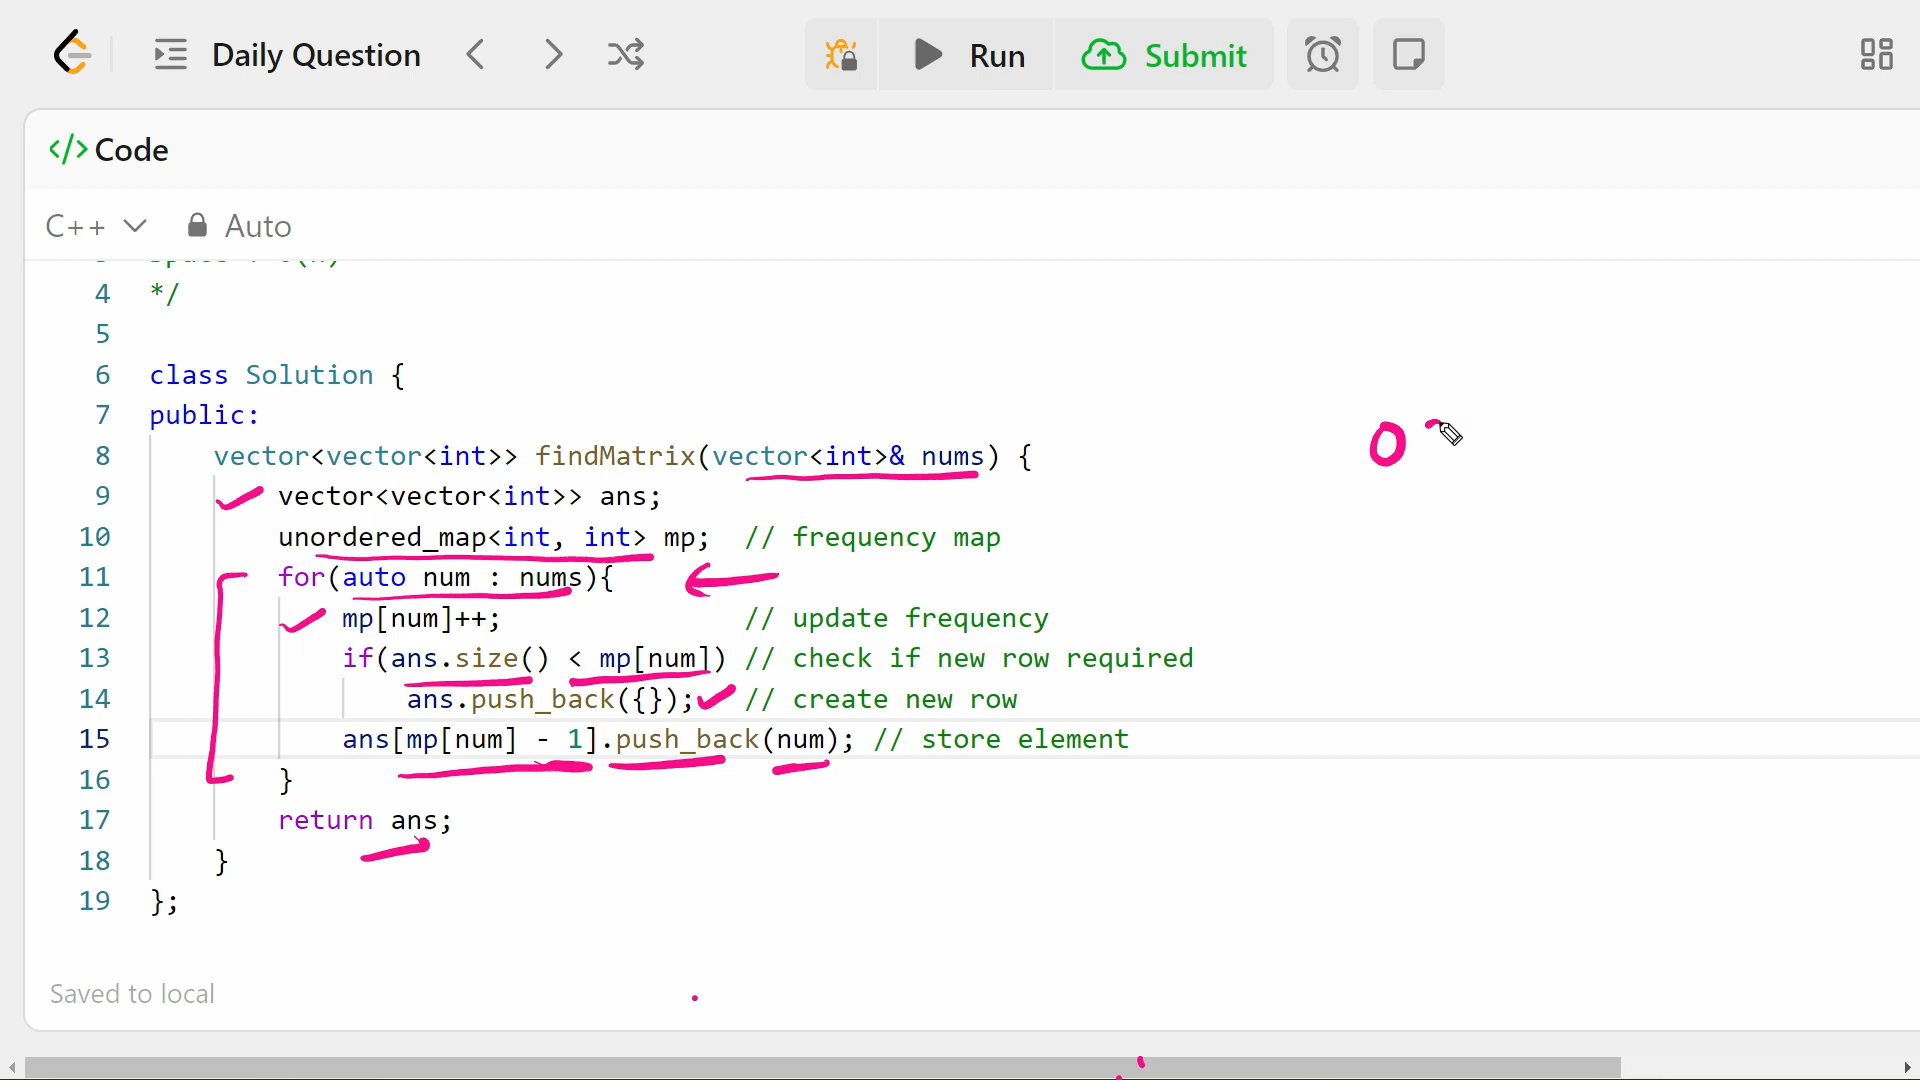 Daily Question Run Submit
</> Code
C++ Auto
4 */
5
6 class Solution {
7 public:
8 vector<vector<int>> findMatrix(vector<int>& nums) {
9 vector<vector<int>> ans;
10 unordered_map<int, int> mp; // frequency map
11 for(auto num : nums){
12 mp[num]++; // update frequency
13 if(ans.size() < mp[num]) // check if new row required
14 ans.push_back({}); // create new row
15 ans[mp[num] - 1].push_back(num); // store element
16 }
17 return ans;
18 }
19 };
Saved to local